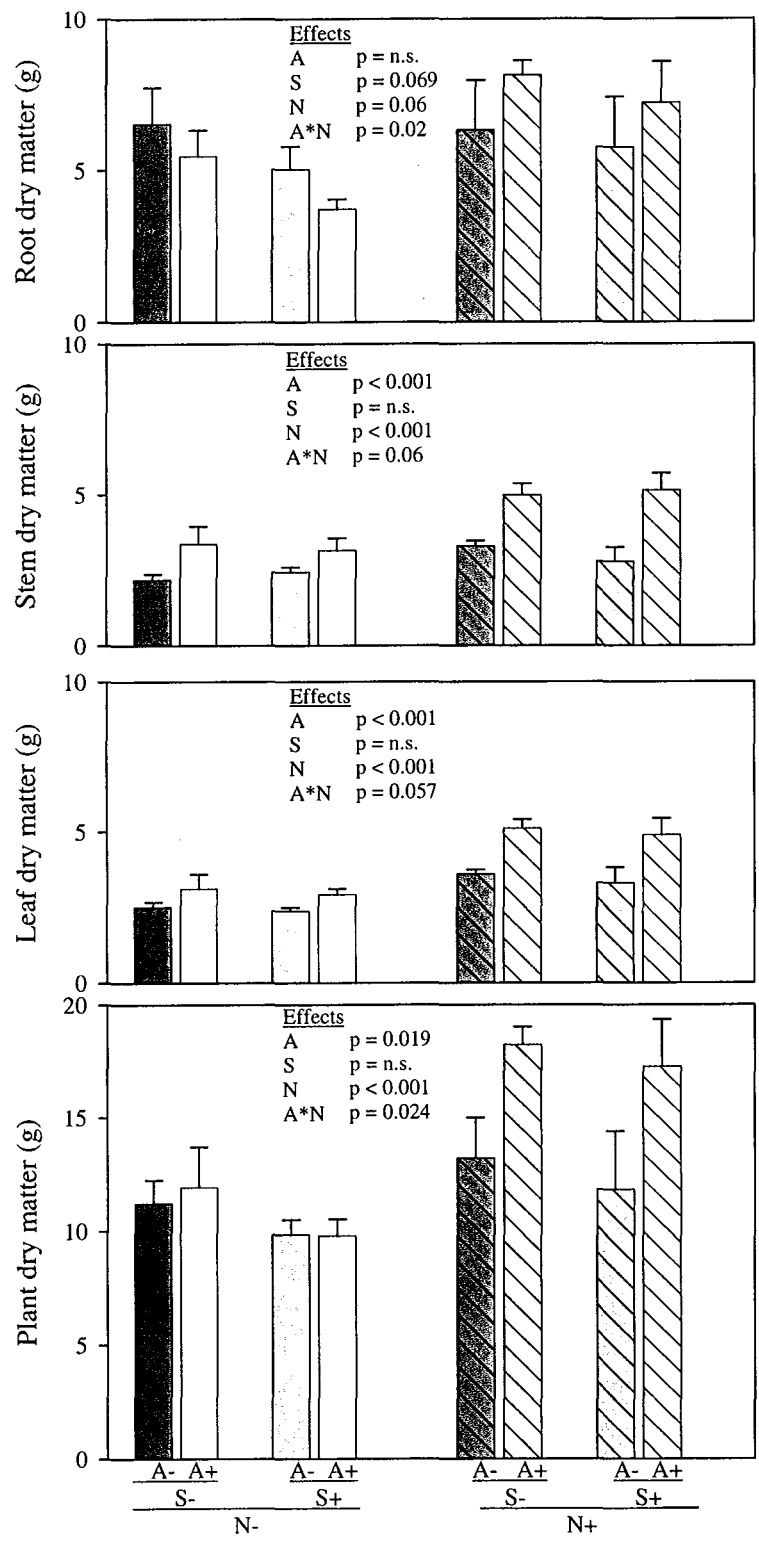 Root dry matter (g)
10
5
0
Effects
A p = n.s.
S p = 0.069
N p = 0.06
A*N p = 0.02
Stem dry matter (g)
10
5
0
Effects
A p < 0.001
S p = n.s.
N p < 0.001
A*N p = 0.06
Leaf dry matter (g)
10
5
0
Effects
A p < 0.001
S p = n.s.
N p < 0.001
A*N p = 0.057
Plant dry matter (g)
20
15
10
5
0
Effects
A p = 0.019
S p = n.s.
N p < 0.001
A*N p = 0.024
A- A+ A- A+ A- A+ A- A+
S- S+ S- S+
N- N+